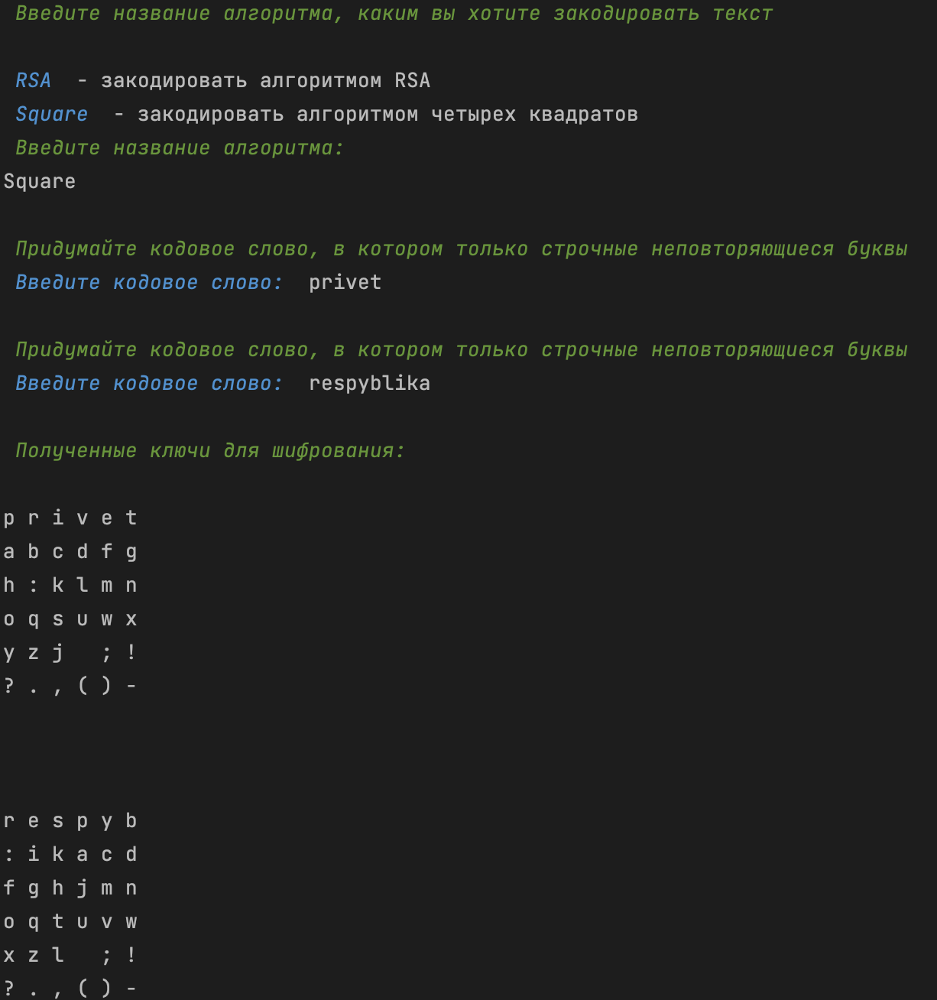 Введите название алгоритма, каким вы хотите закодировать текст
RSA - закодировать алгоритмом RSA
Square - закодировать алгоритмом четырех квадратов
Введите название алгоритма:
Square
Придумайте кодовое слово, в котором только строчные неповторяющиеся буквы
Введите кодовое слово: privet
Придумайте кодовое слово, в котором только строчные неповторяющиеся буквы
Введите кодовое слово: respyblika
Полученные ключи для шифрования:
p r i v e t
a b c d f g
h : k l m n
o q s u w x
y z j   ; !
? . , ( ) -
r e s p y b
: i k a c d
f g h j m n
o q t u v w
x z l   ; !
? . , ( ) -